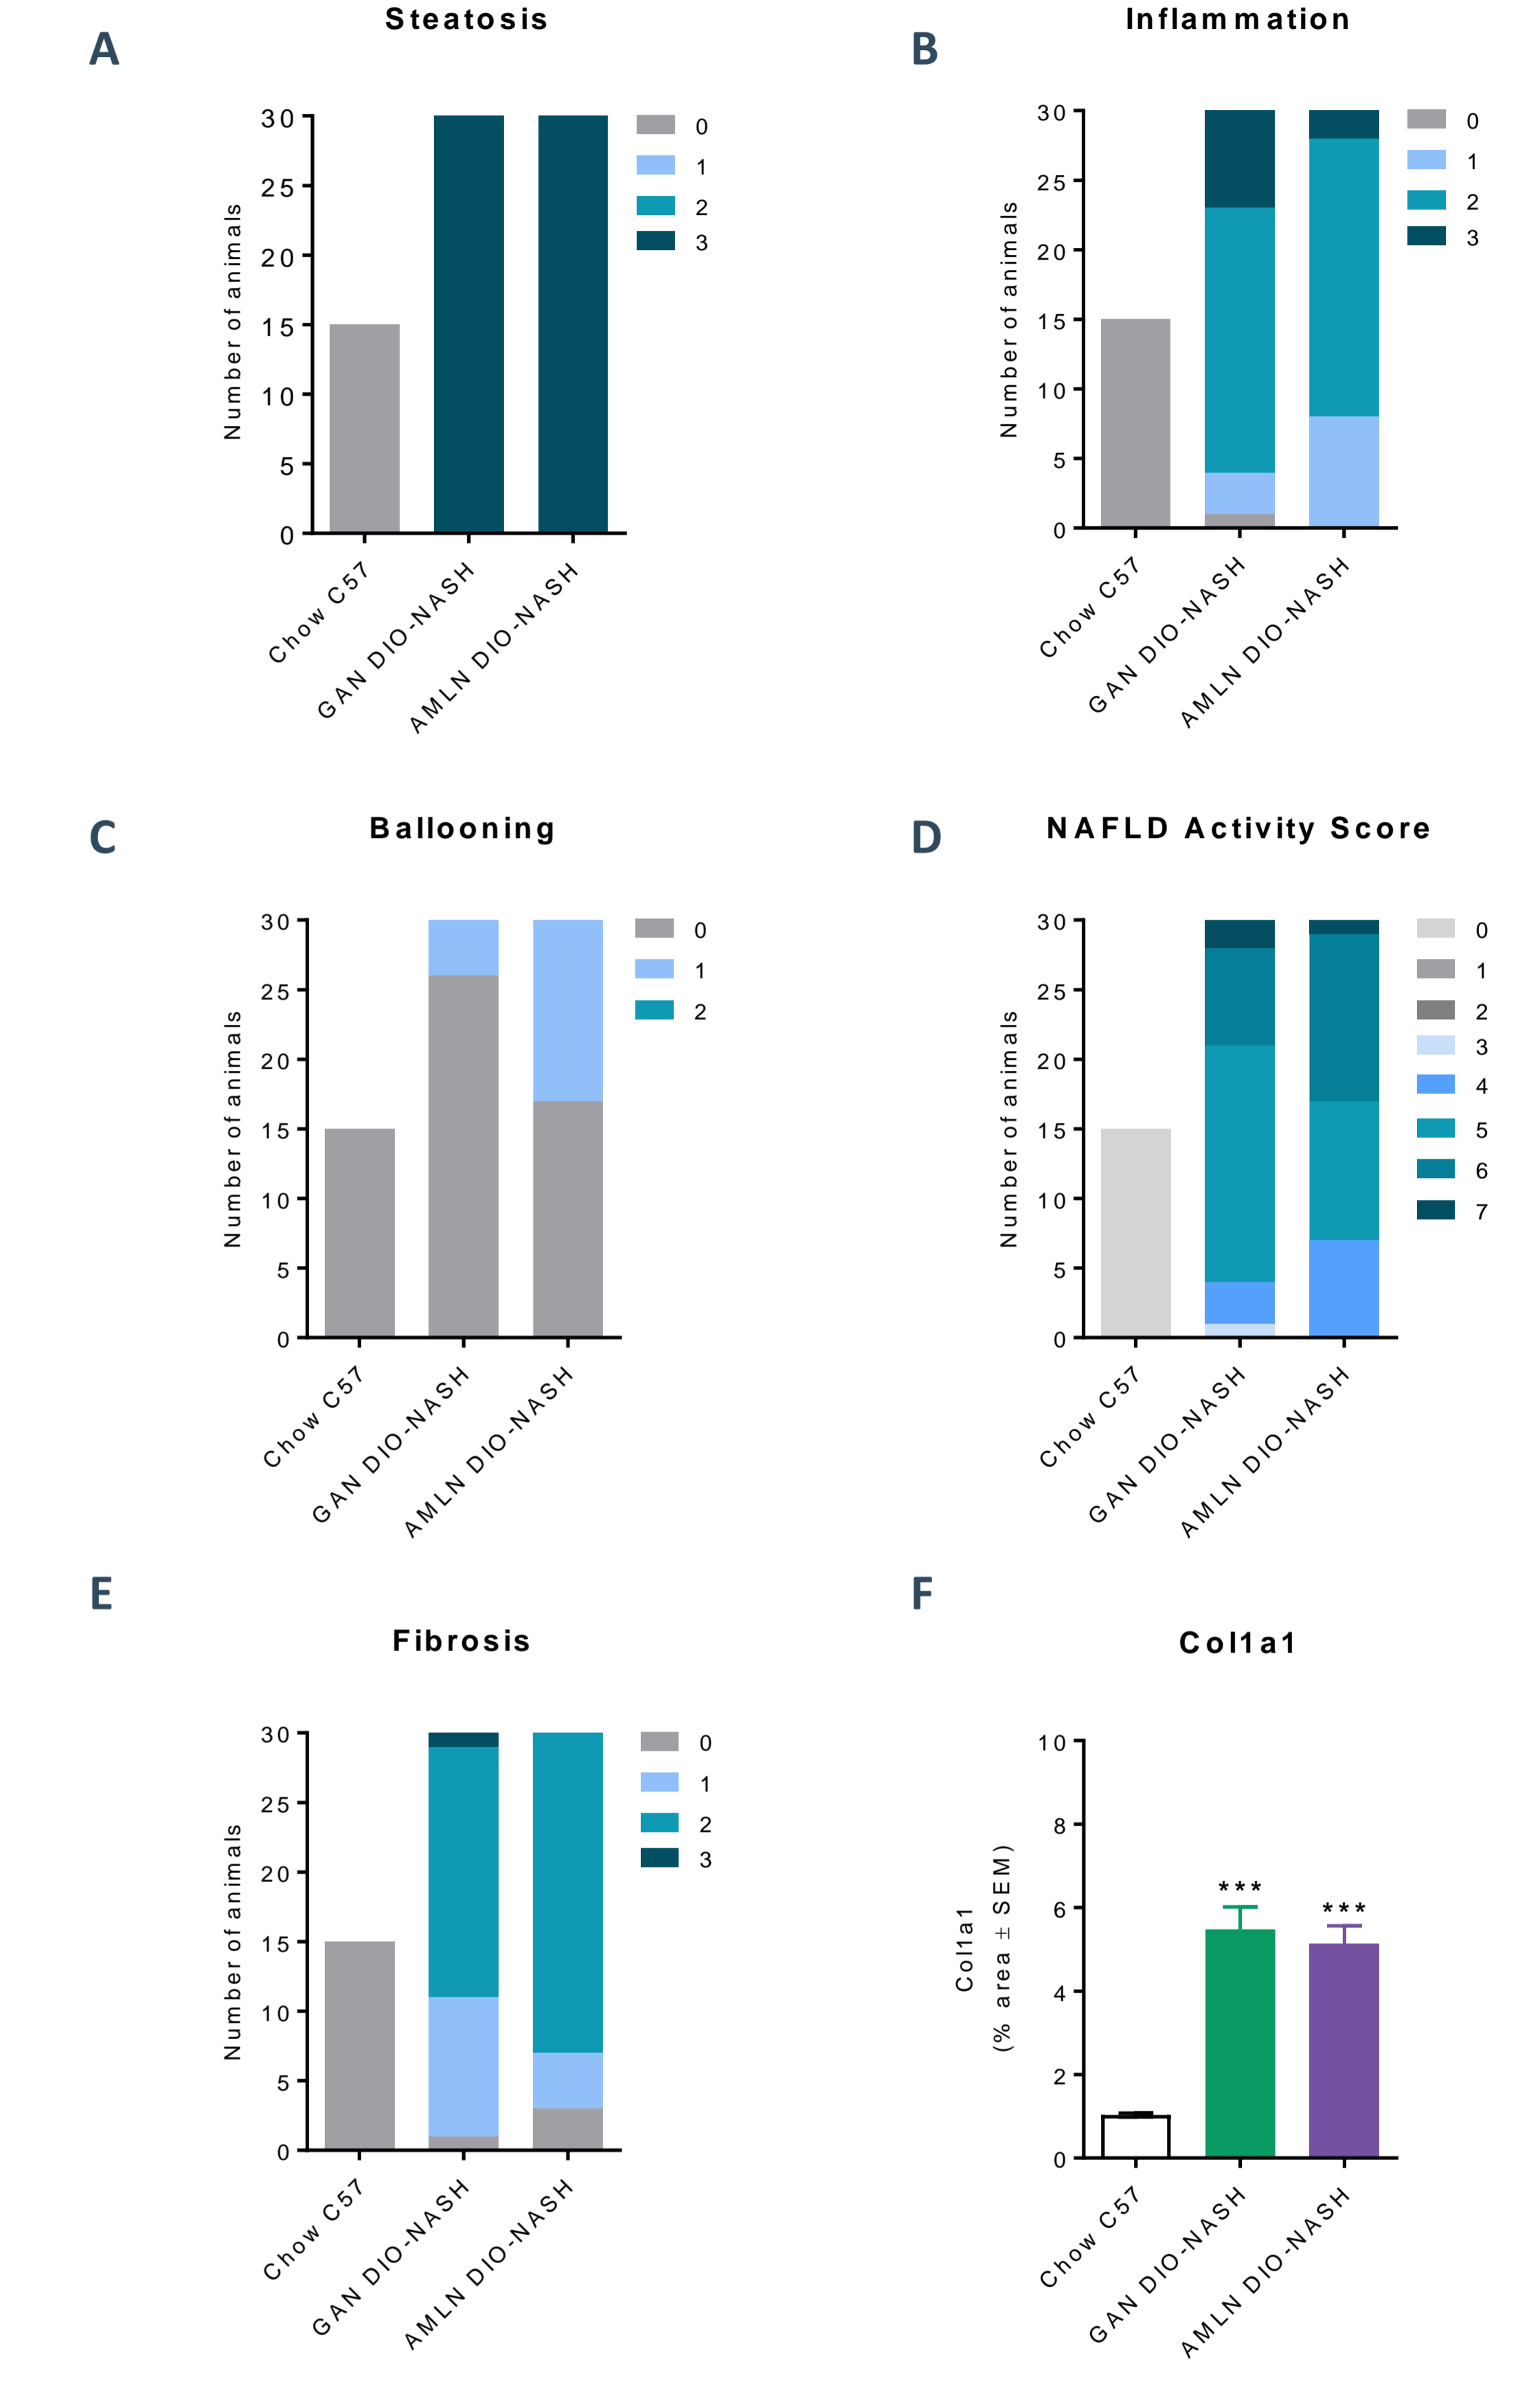 A
Steatosis
Number of animals
30
25
20
15
10
5
0
0
1
2
3
Chow C57
GAN DIO-NASH
AMLN DIO-NASH
B
Inflammation
Number of animals
30
25
20
15
10
5
0
0
1
2
3
Chow C57
GAN DIO-NASH
AMLN DIO-NASH
C
Ballooning
Number of animals
30
25
20
15
10
5
0
0
1
2
Chow C57
GAN DIO-NASH
AMLN DIO-NASH
D
NAFLD Activity Score
Number of animals
30
25
20
15
10
5
0
0
1
2
3
4
5
6
7
Chow C57
GAN DIO-NASH
AMLN DIO-NASH
E
Fibrosis
Number of animals
30
25
20
15
10
5
0
0
1
2
3
Chow C57
GAN DIO-NASH
AMLN DIO-NASH
F
Col1a1
Col1a1
(% area ± SEM)
10
8
6
4
2
0
***
***
Chow C57
GAN DIO-NASH
AMLN DIO-NASH